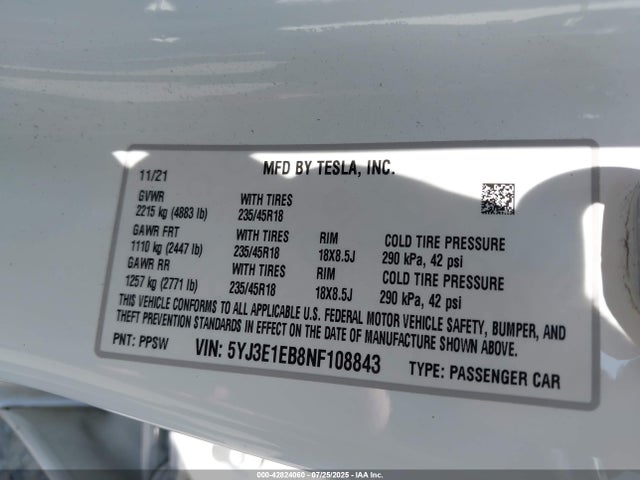 MFD BY TESLA, INC.
11/21
GVWR WITH TIRES
2215 kg (4883 lb) 235/45R18
GAWR FRT WITH TIRES RIM COLD TIRE PRESSURE
1110 kg (2447 lb) 235/45R18 18X8.5J 290 kPa, 42 psi
GAWR RR WITH TIRES RIM COLD TIRE PRESSURE
1257 kg (2771 lb) 235/45R18 18X8.5J 290 kPa, 42 psi
THIS VEHICLE CONFORMS TO ALL APPLICABLE U.S. FEDERAL MOTOR VEHICLE SAFETY, BUMPER, AND
THEFT PREVENTION STANDARDS IN EFFECT ON THE DATE OF MANUFACTURE SHOWN ABOVE.
PNT: PPSW VIN: 5YJ3E1EB8NF108843 TYPE: PASSENGER CAR
000-42824060 - 07/25/2025 - IAA Inc.